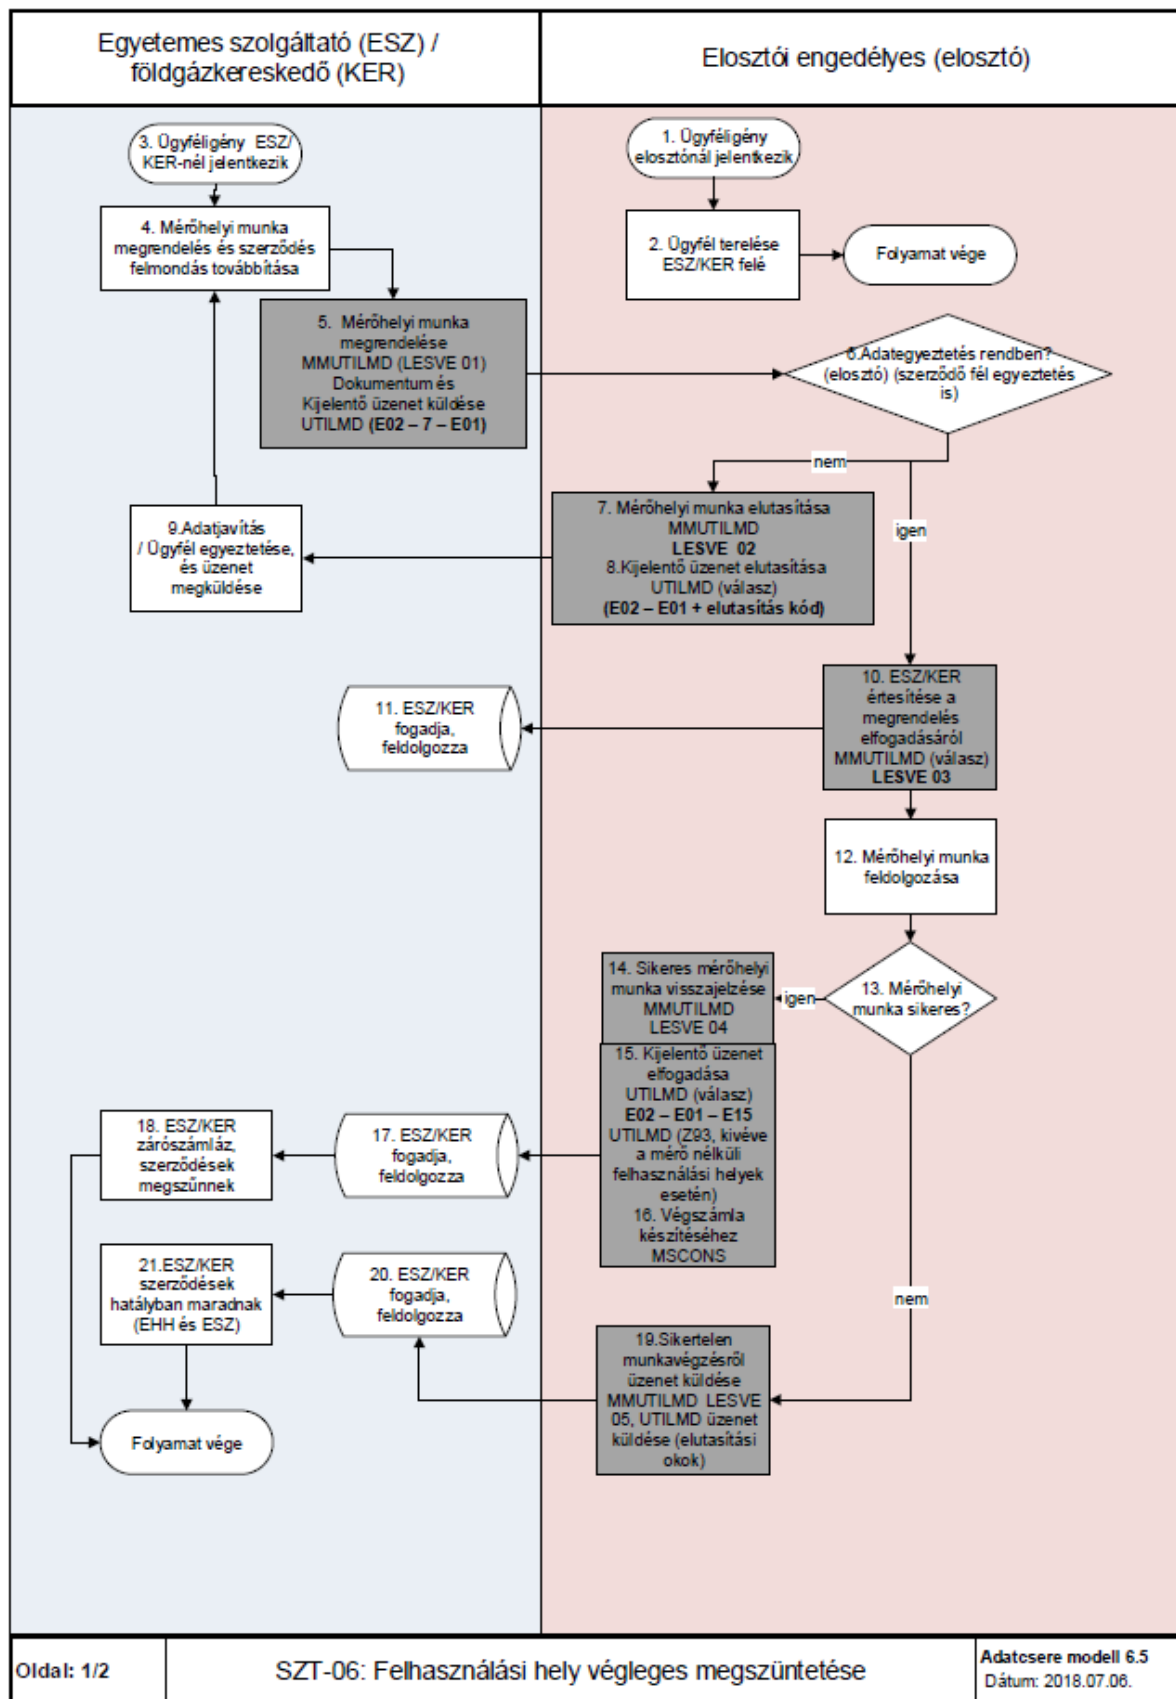 Egyetemes szolgáltató (ESZ) /
földgázkereskedő (KER)
Elosztói engedélyes (elosztó)
3. Ügyféligény ESZ/
KER-nél jelentkezik
1. Ügyféligény
elosztónál jelentkezik
4. Mérőhelyi munka
megrendelés és szerződés
felmondás továbbítása
2. Ügyfél terelése
ESZ/KER felé
Folyamat vége
5. Mérőhelyi munka
megrendelése
MMUTILMD (LESVE 01)
Dokumentum és
Kijelentő üzenet küldése
UTILMD (E02 – 7 – E01)
6.Adategyeztetés rendben?
(elosztó) (szerződő fél egyeztetés
is)
nem
igen
7. Mérőhelyi munka elutasítása
MMUTILMD
LESVE 02
8.Kijelentő üzenet elutasítása
UTILMD (válasz)
(E02 – E01 + elutasítás kód)
9.Adatjavítás
/ Ügyfél egyeztetése,
és üzenet
megküldése
10. ESZ/KER
értesítése a
megrendelés
elfogadásáról
MMUTILMD (válasz)
LESVE 03
11. ESZ/KER
fogadja,
feldolgozza
12. Mérőhelyi munka
feldolgozása
13. Mérőhelyi
munka sikeres?
igen
14. Sikeres mérőhelyi
munka visszajelzése
MMUTILMD
LESVE 04
15. Kijelentő üzenet
elfogadása
UTILMD (válasz)
E02 – E01 – E15
UTILMD (Z93, kivéve
a mérő nélküli
felhasználási helyek
esetén)
16. Végszámla
készítéséhez
MSCONS
17. ESZ/KER
fogadja,
feldolgozza
18. ESZ/KER
zárószámláz,
szerződések
megszűnnek
nem
19.Sikertelen
munkavégzésről
üzenet küldése
MMUTILMD LESVE
05, UTILMD üzenet
küldése (elutasítási
okok)
20. ESZ/KER
fogadja,
feldolgozza
21.ESZ/KER
szerződések
hatályban maradnak
(EHH és ESZ)
Folyamat vége
Oldal: 1/2
SZT-06: Felhasználási hely végleges megszüntetése
Adatcsere modell 6.5
Dátum: 2018.07.06.